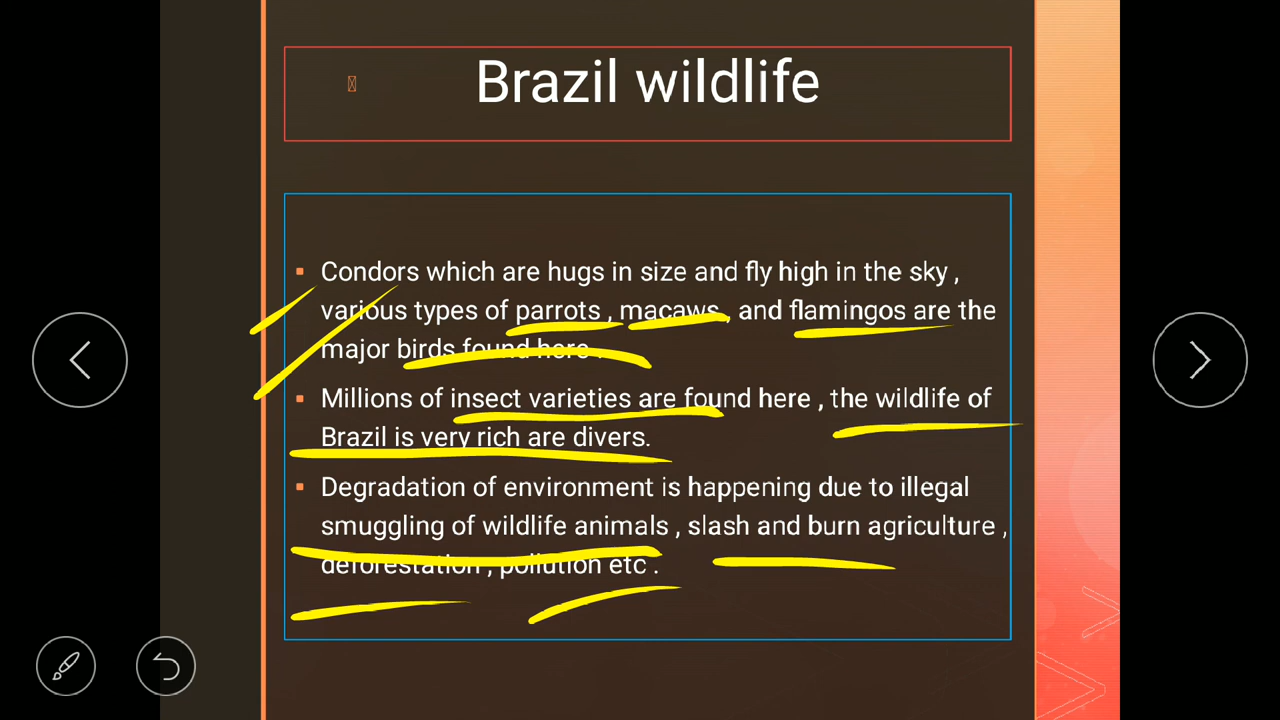 Brazil wildlife
Condors which are hugs in size and fly high in the sky ,
various types of parrots , macaws , and flamingos are the
major birds found here .
Millions of insect varieties are found here , the wildlife of
Brazil is very rich are divers.
Degradation of environment is happening due to illegal
smuggling of wildlife animals , slash and burn agriculture ,
deforestation , pollution etc .